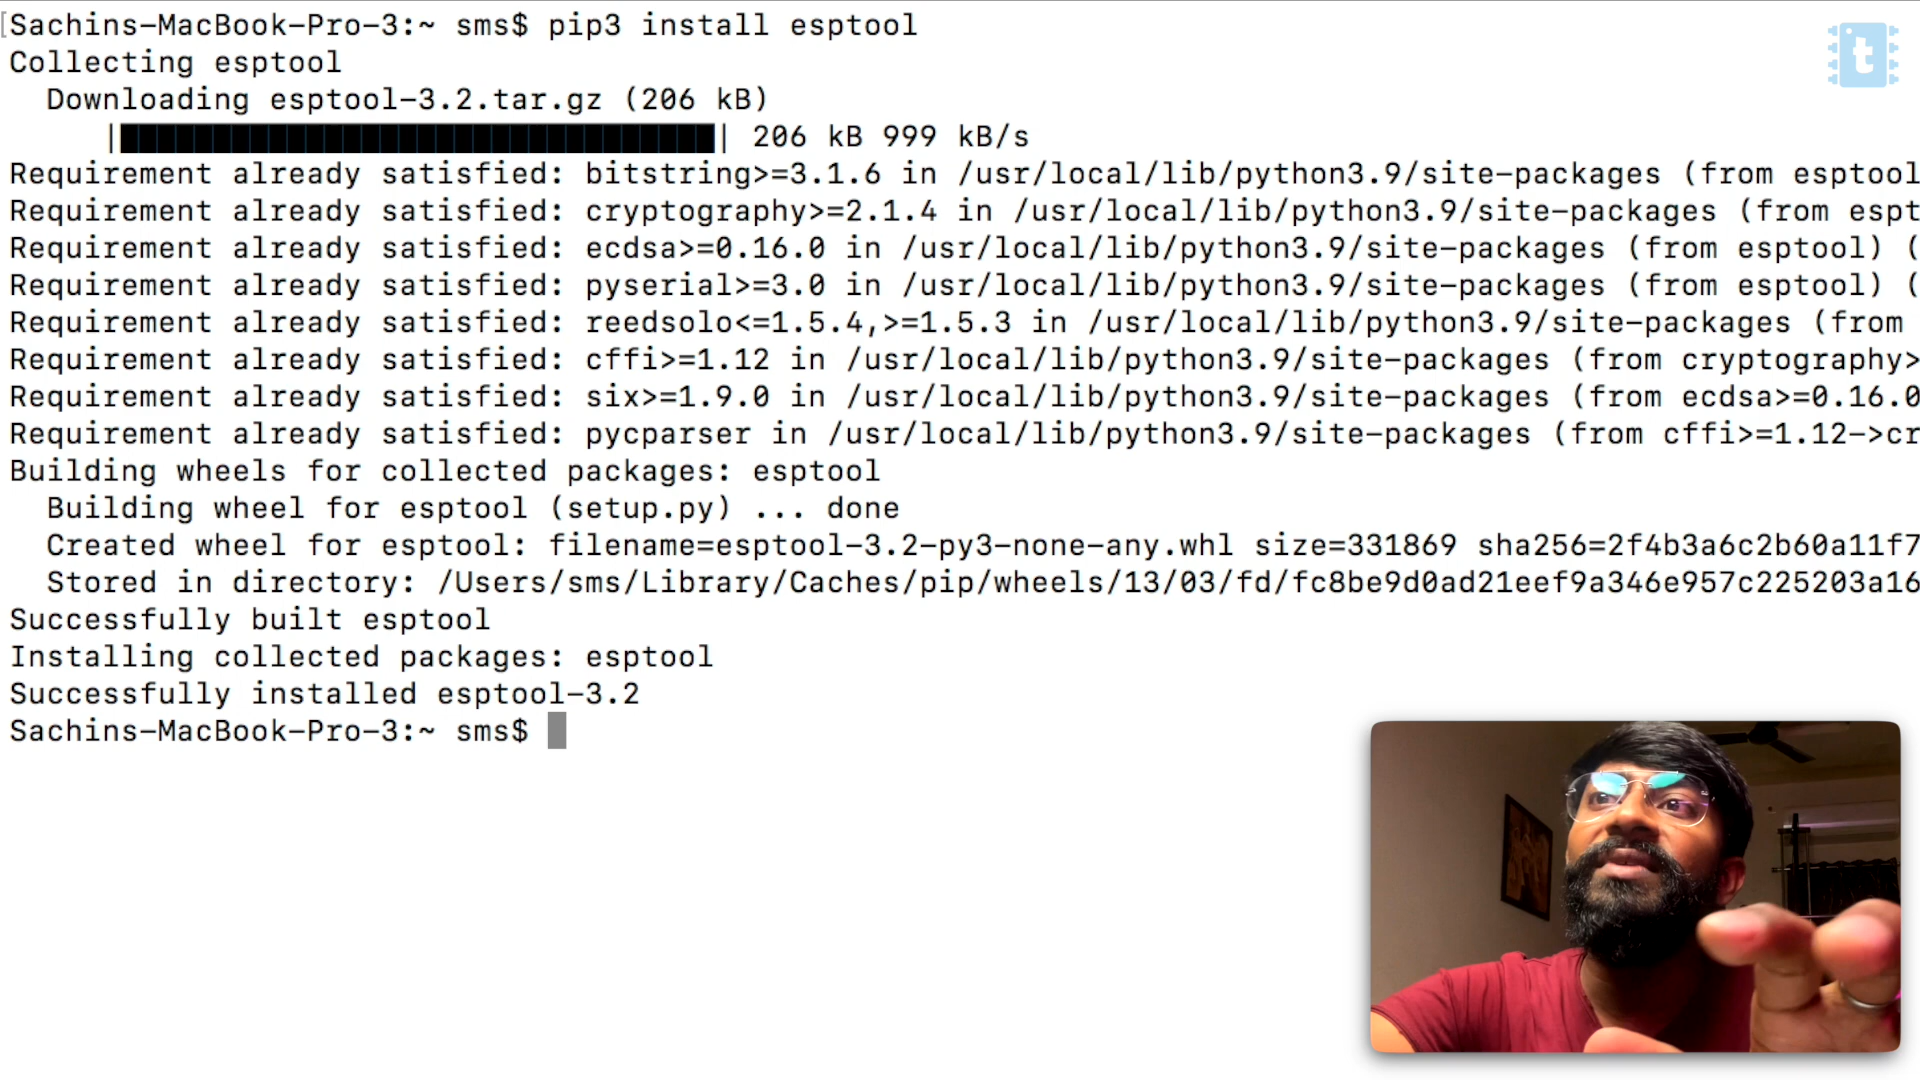 [Sachins-MacBook-Pro-3:~ sms$ pip3 install esptool
Collecting esptool
Downloading esptool-3.2.tar.gz (206 kB)
|████████████████████████████████| 206 kB 999 kB/s
Requirement already satisfied: bitstring>=3.1.6 in /usr/local/lib/python3.9/site-packages (from esptool
Requirement already satisfied: cryptography>=2.1.4 in /usr/local/lib/python3.9/site-packages (from espt
Requirement already satisfied: ecdsa>=0.16.0 in /usr/local/lib/python3.9/site-packages (from esptool) (
Requirement already satisfied: pyserial>=3.0 in /usr/local/lib/python3.9/site-packages (from esptool) (
Requirement already satisfied: reedsolo<=1.5.4,>=1.5.3 in /usr/local/lib/python3.9/site-packages (from
Requirement already satisfied: cffi>=1.12 in /usr/local/lib/python3.9/site-packages (from cryptography>
Requirement already satisfied: six>=1.9.0 in /usr/local/lib/python3.9/site-packages (from ecdsa>=0.16.0
Requirement already satisfied: pycparser in /usr/local/lib/python3.9/site-packages (from cffi>=1.12->cr
Building wheels for collected packages: esptool
Building wheel for esptool (setup.py) ... done
Created wheel for esptool: filename=esptool-3.2-py3-none-any.whl size=331869 sha256=2f4b3a6c2b60a11f7
Stored in directory: /Users/sms/Library/Caches/pip/wheels/13/03/fd/fc8be9d0ad21eef9a346e957c225203a16
Successfully built esptool
Installing collected packages: esptool
Successfully installed esptool-3.2
Sachins-MacBook-Pro-3:~ sms$
t